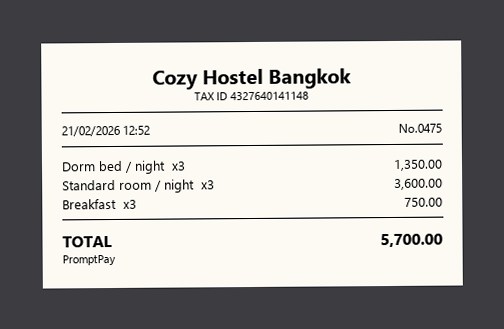 Cozy Hostel Bangkok
TAX ID 4327640141148
21/02/2026 12:52 No.0475
Dorm bed / night x3 1,350.00
Standard room / night x3 3,600.00
Breakfast x3 750.00
TOTAL 5,700.00
PromptPay